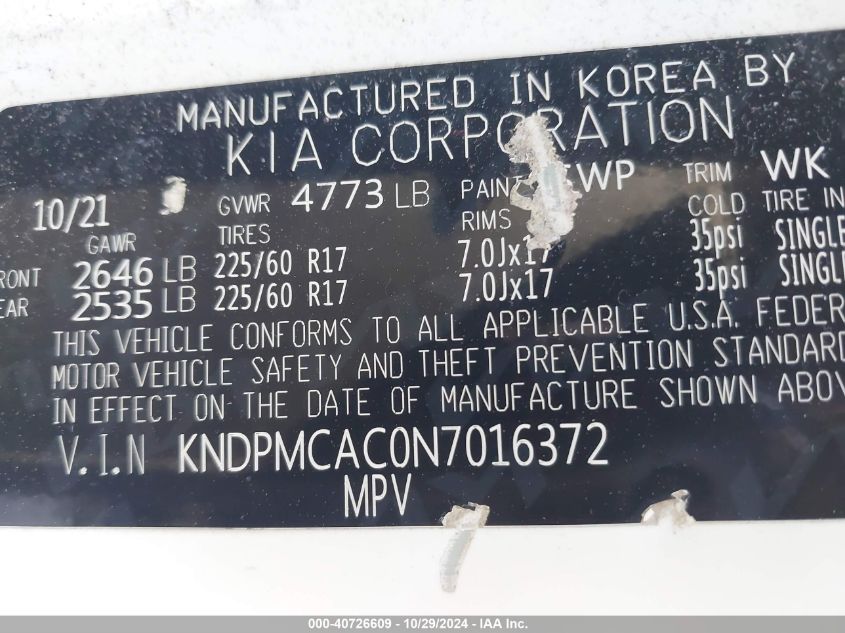 MANUFACTURED IN KOREA BY
KIA CORPORATION
10/21 GVWR 4773 LB PAINT WP TRIM WK
GAWR TIRES RIMS COLD TIRE IN
RONT 2646 LB 225/60 R17 7.0Jx17 35psi SINGLE
EAR 2535 LB 225/60 R17 7.0Jx17 35psi SINGLE
THIS VEHICLE CONFORMS TO ALL APPLICABLE U.S.A. FEDER
MOTOR VEHICLE SAFETY AND THEFT PREVENTION STANDARD
IN EFFECT ON THE DATE OF MANUFACTURE SHOWN ABOV
V.I.N KNDPMCAC0N7016372
MPV
000-40726609 - 10/29/2024 - IAA Inc.